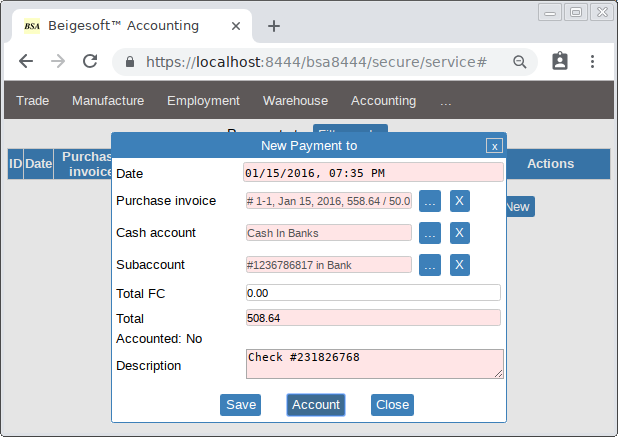 BSA Beigesoft™ Accounting
https://localhost:8444/bsa8444/secure/service#
Trade Manufacture Employment Warehouse Accounting ...
New Payment to x
ID Date Actions
invoice
Date 01/15/2016, 07:35 PM
Purchase invoice # 1-1, Jan 15, 2016, 558.64 / 50.0 ... X
New
Cash account Cash In Banks ... X
Subaccount #1236786817 in Bank ... X
Total FC 0.00
Total 508.64
Accounted: No
Description Check #231826768
Save Account Close